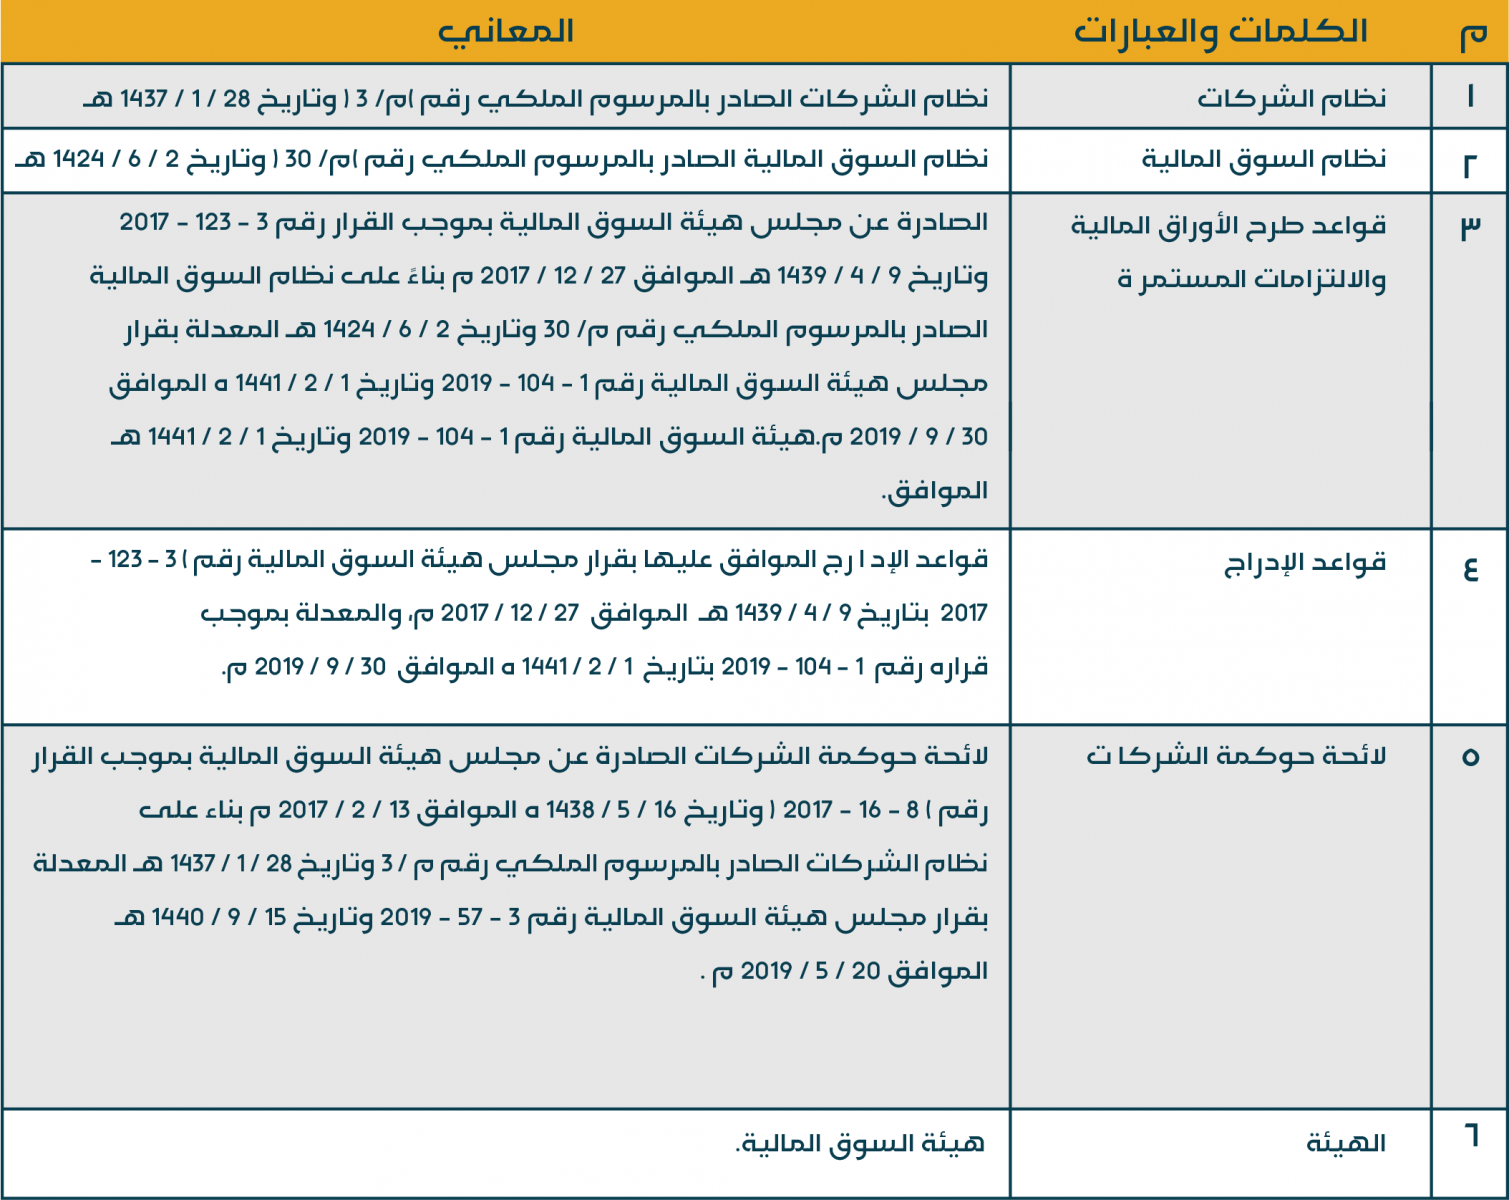 م الكلمات والعبارات المعاني
١ نظام الشركات نظام الشركات الصادر بالمرسوم الملكي رقم )م/ 3 ( وتاريخ 28 / 1 / 1437 هـ
٢ نظام السوق المالية نظام السوق المالية الصادر بالمرسوم الملكي رقم )م/ 30 ( وتاريخ 2 / 6 / 1424 هـ
٣ قواعد طرح الأوراق المالية
والالتزامات المستمر ة
الصادرة عن مجلس هيئة السوق المالية بموجب القرار رقم 3 - 123 - 2017
وتاريخ 9 / 4 / 1439 هـ الموافق 27 / 12 / 2017 م بناءً على نظام السوق المالية
الصادر بالمرسوم الملكي رقم م/ 30 وتاريخ 2 / 6 / 1424 هـ المعدلة بقرار
مجلس هيئة السوق المالية رقم 1 - 104 - 2019 وتاريخ 1 / 2 / 1441 ه الموافق
30 / 9 / 2019 م.هيئة السوق المالية رقم 1 - 104 - 2019 وتاريخ 1 / 2 / 1441 هـ
الموافق.
٤ قواعد الإدراج
قواعد الإد ا رج الموافق عليها بقرار مجلس هيئة السوق المالية رقم ) 3 - 123 -
2017 بتاريخ 9 / 4 / 1439 هـ الموافق 27 / 12 / 2017 م، والمعدلة بموجب
قراره رقم 1 - 104 - 2019 بتاريخ 1 / 2 / 1441 ه الموافق 30 / 9 / 2019 م.
٥ لائحة حوكمة الشركا ت
لائحة حوكمة الشركات الصادرة عن مجلس هيئة السوق المالية بموجب القرار
رقم ) 8 - 16 - 2017 ( وتاريخ 16 / 5 / 1438 ه الموافق 13 / 2 / 2017 م بناء على
نظام الشركات الصادر بالمرسوم الملكي رقم م / 3 وتاريخ 28 / 1 / 1437 هـ المعدلة
بقرار مجلس هيئة السوق المالية رقم 3 - 57 - 2019 وتاريخ 15 / 9 / 1440 هـ
الموافق 20 / 5 / 2019 م .
٦ الهيئة هيئة السوق المالية.